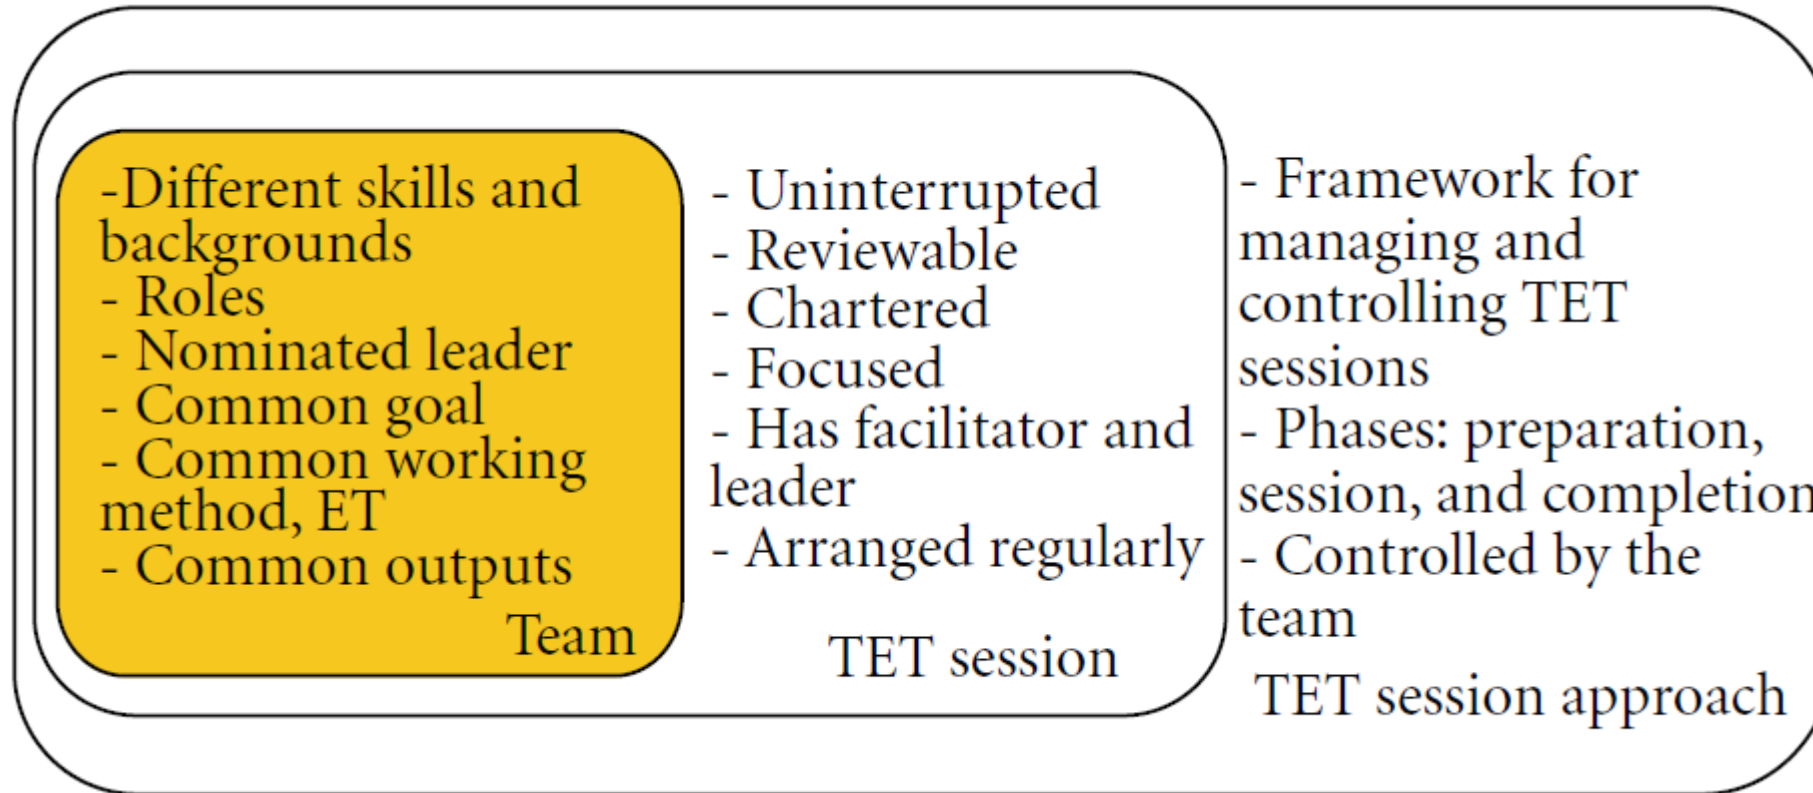 -Different skills and
backgrounds
- Roles
- Nominated leader
- Common goal
- Common working
method, ET
- Common outputs
Team
- Uninterrupted
- Reviewable
- Chartered
- Focused
- Has facilitator and
leader
- Arranged regularly
TET session
- Framework for
managing and
controlling TET
sessions
- Phases: preparation,
session, and completion
- Controlled by the
team
TET session approach